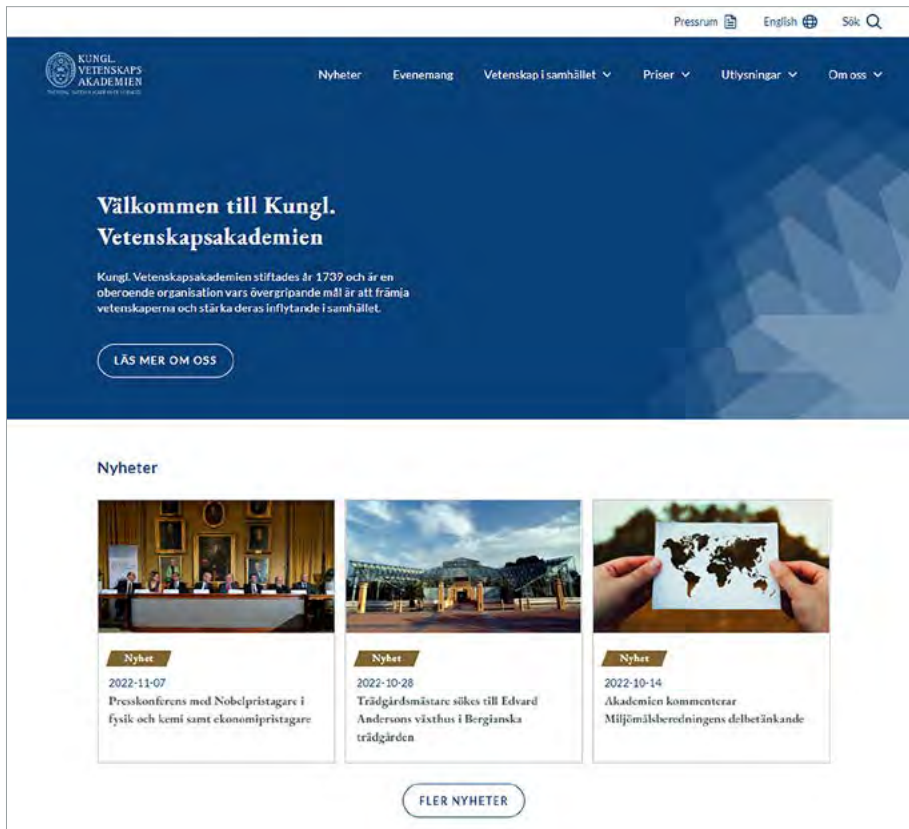 Pressrum English Sök
KUNGL.
VETENSKAPS
AKADEMIEN
Nyheter Evenemang Vetenskap i samhället Priser Utlysningar Om oss
Välkommen till Kungl.
Vetenskapsakademien
Kungl. Vetenskapsakademien stiftades år 1739 och är en
oberoende organisation vars övergripande mål är att främja
vetenskaperna och stärka deras inflytande i samhället.
LÄS MER OM OSS
Nyheter
Nyhet
2022-11-07
Presskonferens med Nobelpristagare i
fysik och kemi samt ekonomipristagare
Nyhet
2022-10-28
Trädgårdsmästare sökes till Edvard
Andersons växthus i Bergianska
trädgården
Nyhet
2022-10-14
Akademien kommenterar
Miljömålsberedningens delbetänkande
FLER NYHETER